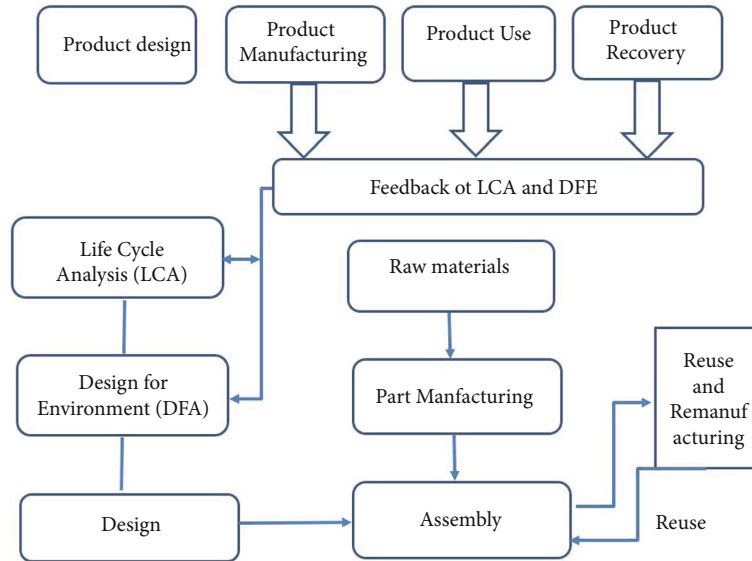 Product design
Product
Manufacturing
Product Use
Product
Recovery
Feedback ot LCA and DFE
Life Cycle
Analysis (LCA)
Raw materials
Design for
Environment (DFA)
Part Manfacturing
Reuse
and
Remanuf
acturing
Design
Assembly
Reuse